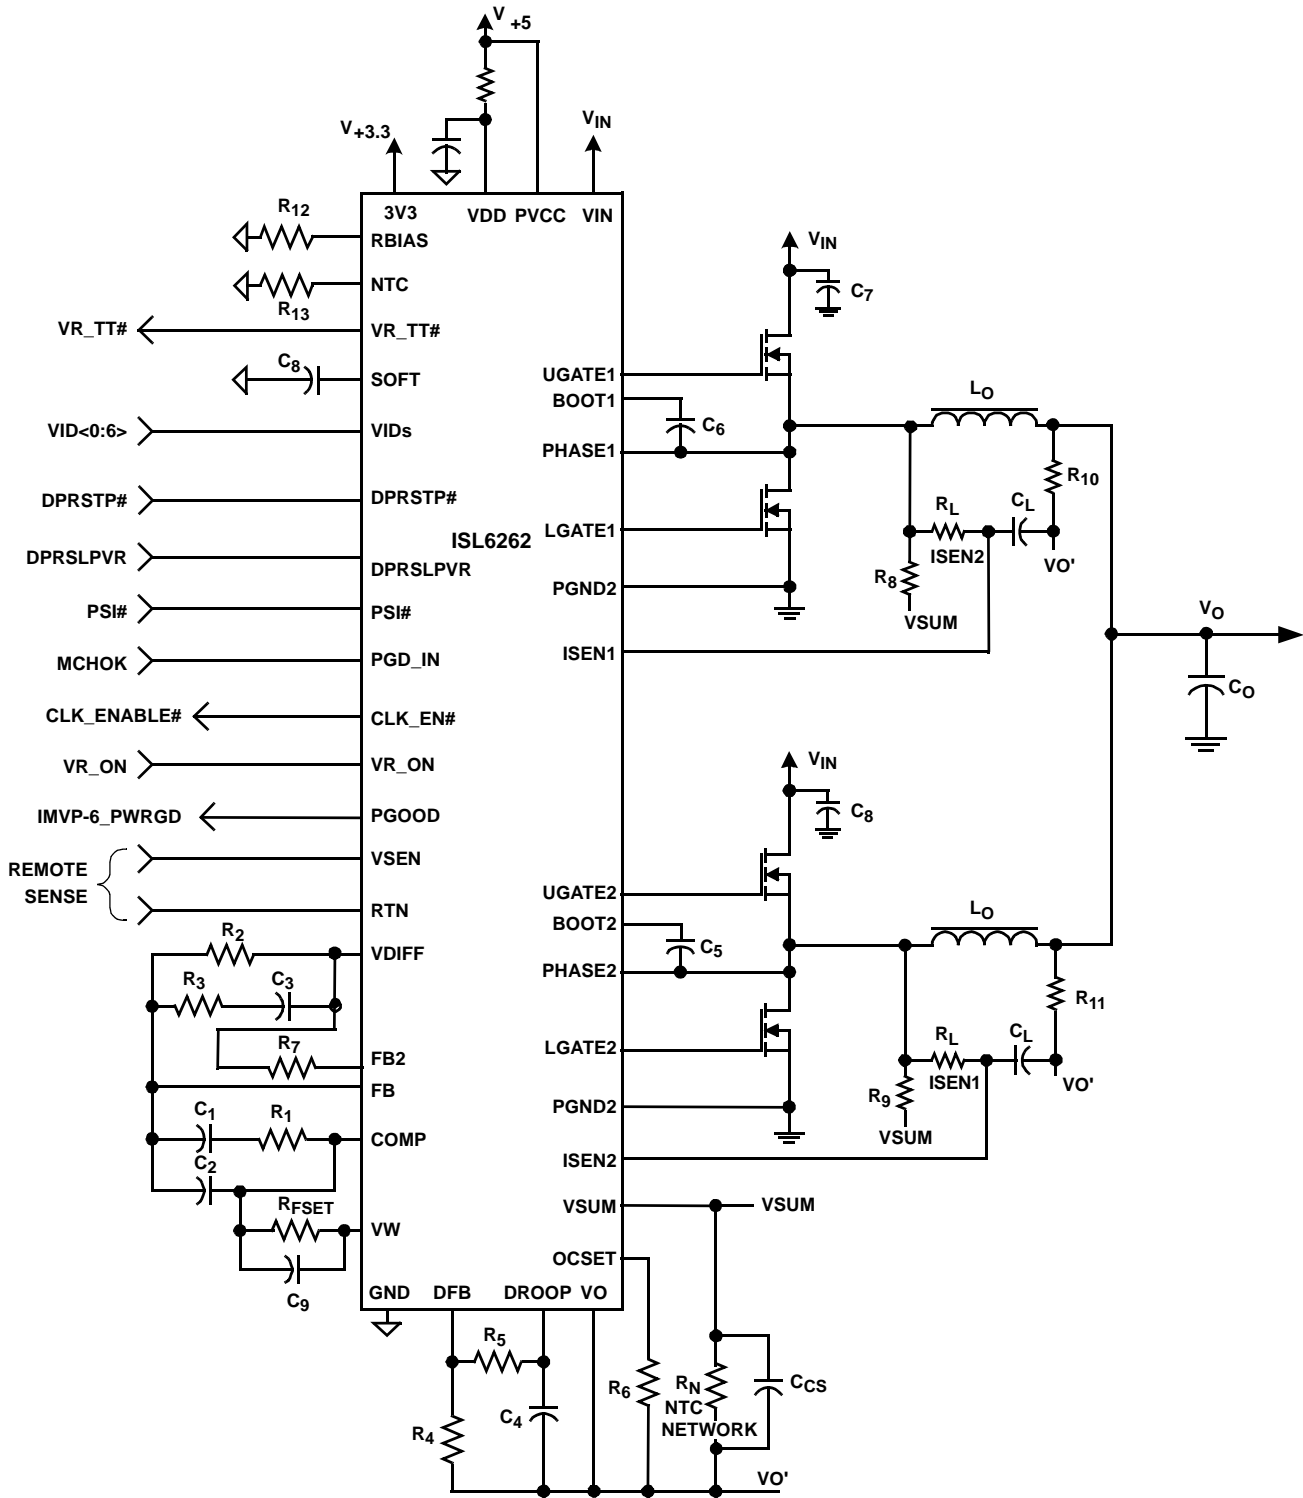 V +5
V+3.3
VIN
R12
3V3
VDD
PVCC
VIN
RBIAS
NTC
R13
VR_TT#
VR_TT#
C8
SOFT
VID<0:6>
VIDs
DPRSTP#
DPRSTP#
ISL6262
DPRSLPVR
DPRSLPVR
PSI#
PSI#
MCHOK
PGD_IN
CLK_ENABLE#
CLK_EN#
VR_ON
VR_ON
IMVP-6_PWRGD
PGOOD
REMOTE
SENSE
VSEN
RTN
R2
VDIFF
R3
C3
R7
FB2
FB
C1
R1
COMP
C2
RFSET
VW
C9
GND
DFB
DROOP
VO
R5
R4
C4
R6
RN
NTC
NETWORK
CCS
VO'
VIN
C7
UGATE1
BOOT1
C6
PHASE1
LO
R10
RL
CL
LGATE1
ISEN2
VO'
R8
PGND2
VSUM
ISEN1
VO
CO
VIN
C8
UGATE2
BOOT2
C5
PHASE2
LO
R11
RL
CL
LGATE2
ISEN1
VO'
R9
PGND2
VSUM
ISEN2
VSUM
VSUM
OCSET